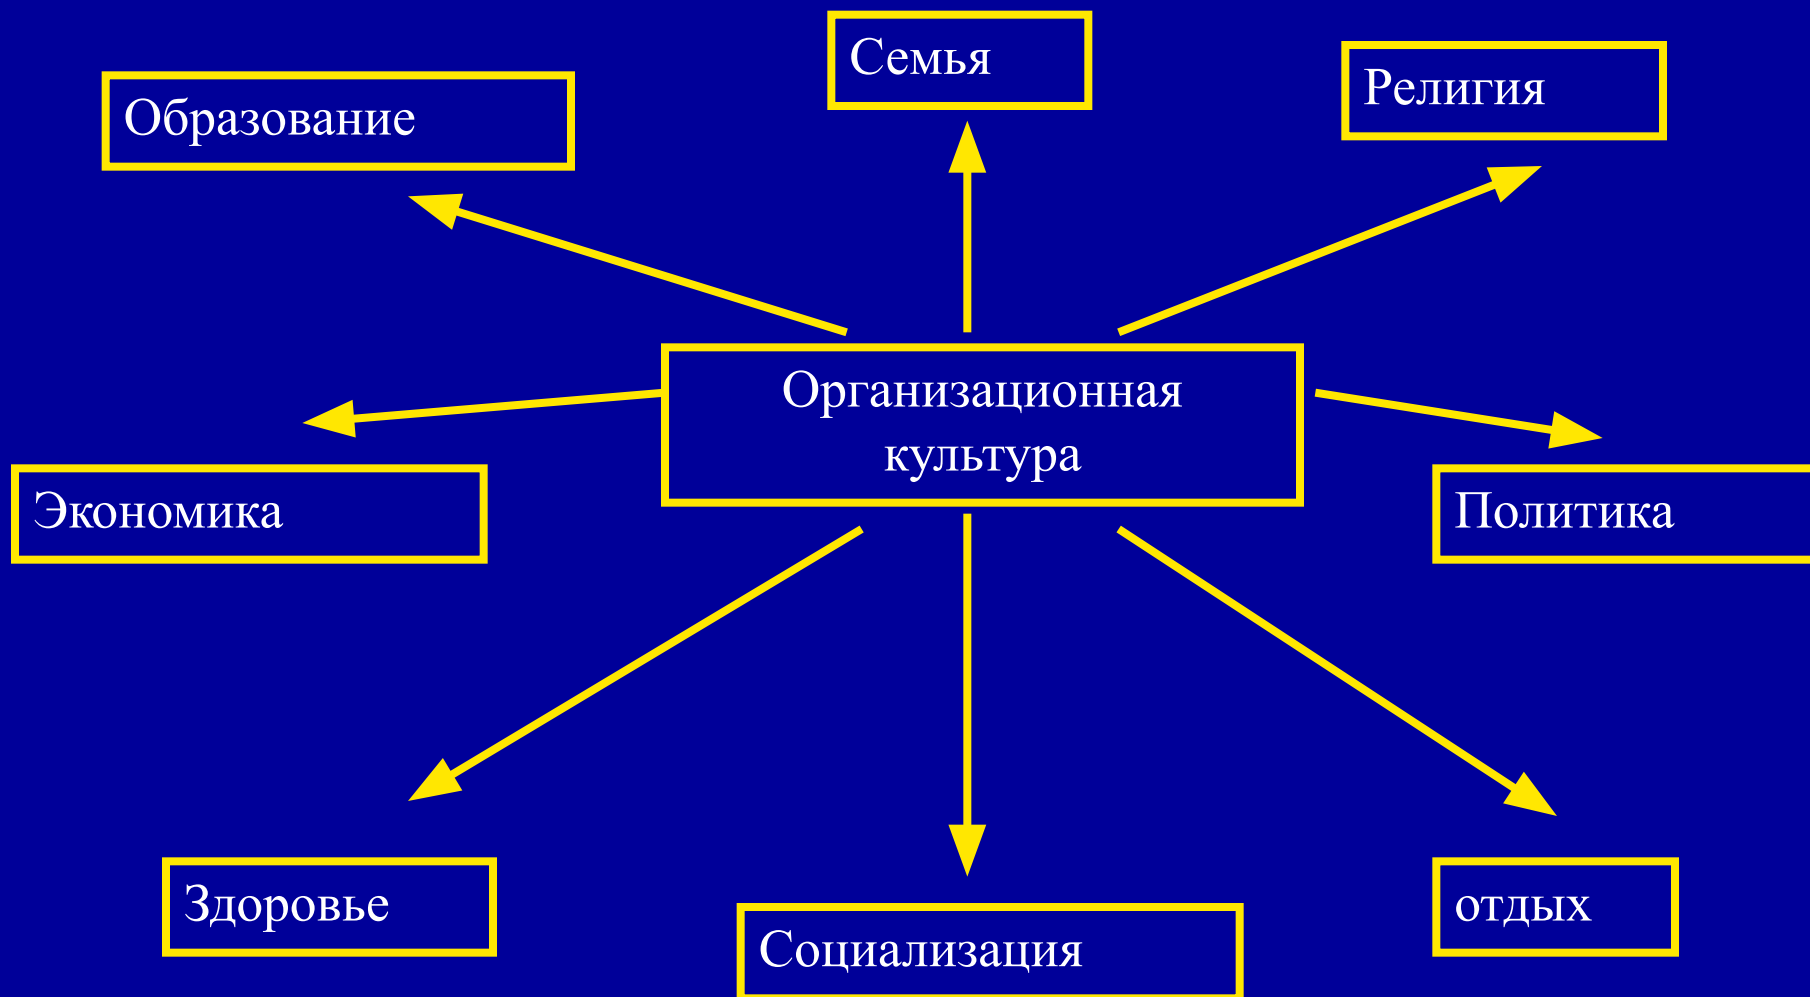 Семья
Религия
Образование
Организационная
культура
Экономика
Политика
Здоровье
отдых
Социализация